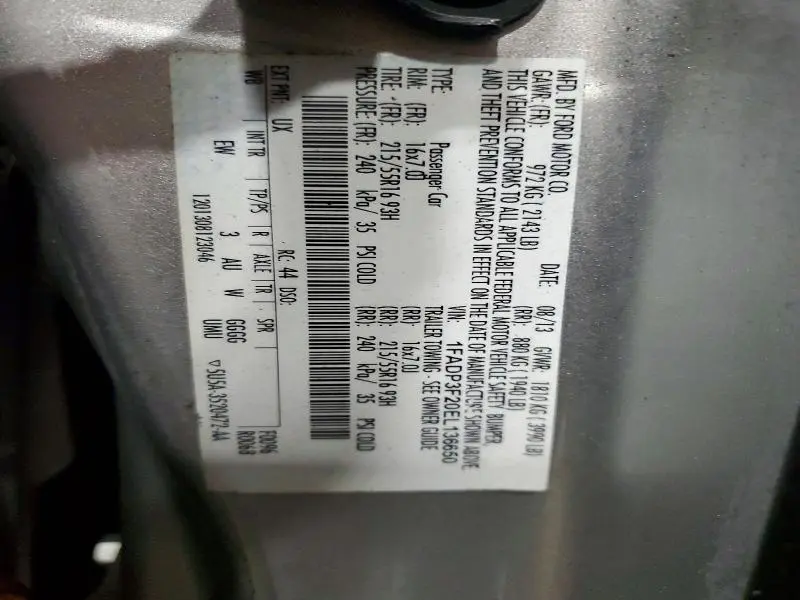 MFD. BY FORD MOTOR CO.
DATE: 08/13 GVWR: 1810 KG ( 3990 LB)
GAWR: (FR): 972 KG ( 2143 LB) (RR): 880 KG ( 1940 LB)
THIS VEHICLE CONFORMS TO ALL APPLICABLE FEDERAL MOTOR VEHICLE SAFETY, BUMPER,
AND THEFT PREVENTION STANDARDS IN EFFECT ON THE DATE OF MANUFACTURE SHOWN ABOVE.
VIN: 1FADP3F20EL136650
TYPE: Passenger Car TRAILER TOWING - SEE OWNER GUIDE
RIM: (FR): 16x7.0J (RR): 16x7.0J
TIRE: (FR): 215/55R16 93H (RR): 215/55R16 93H
PRESSURE (FR): 240 kPa/ 35 PSI COLD (RR): 240 kPa/ 35 PSI COLD
EXT PNT: UX RC: 44 DSO:
WB INT TR TP/PS R AXLE TR SPR F00296
R00068
EW 3 AU W GGGG
UNU
1201308123046 5U5A-3520472-AA